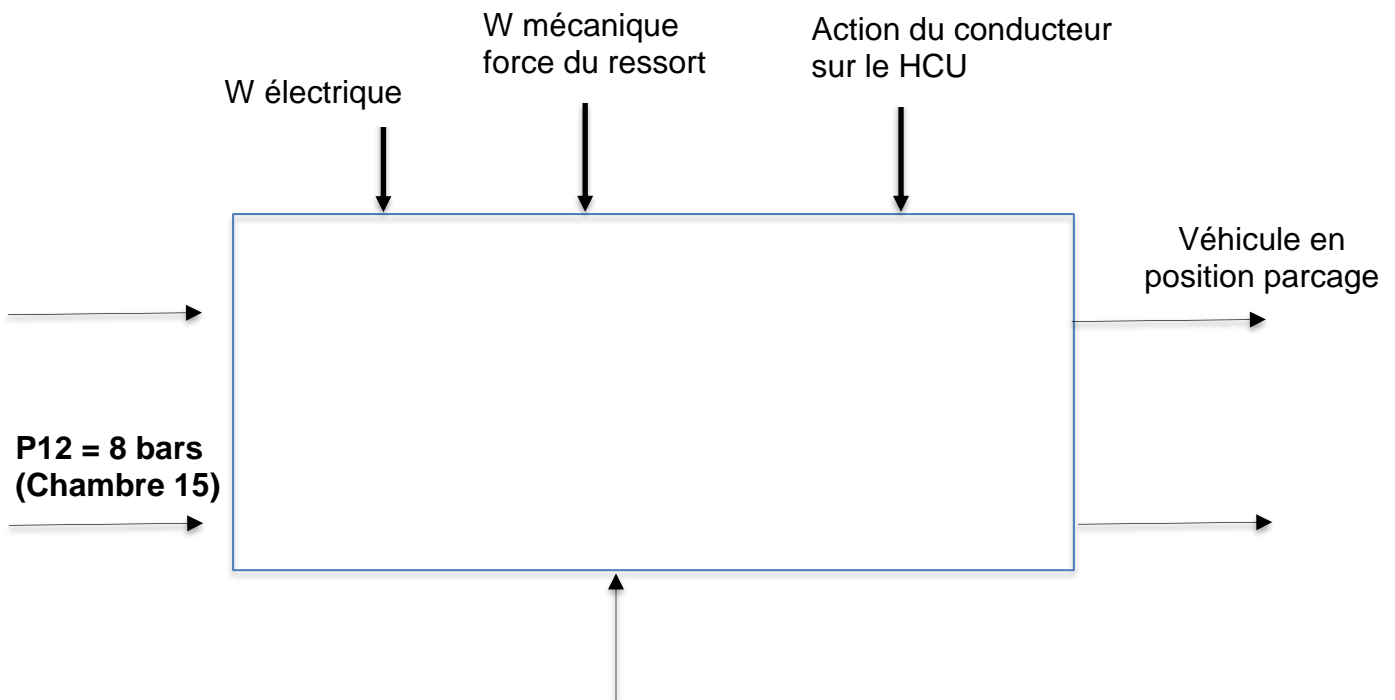 W mécanique
force du ressort
Action du conducteur
sur le HCU
W électrique
Véhicule en
position parcage
P12 = 8 bars
(Chambre 15)